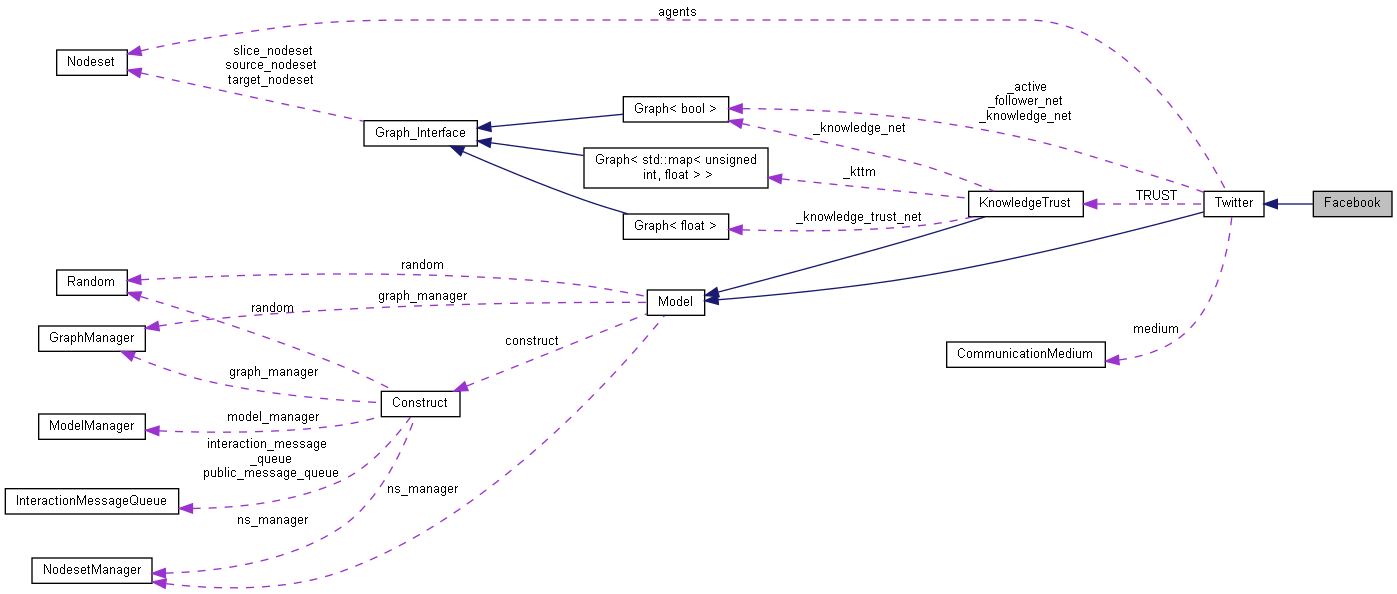 agents
Nodeset
slice_nodeset
source_nodeset
target_nodeset
_active
_follower_net
_knowledge_net
Graph< bool >
Graph_Interface
_knowledge_net
Graph< std::map< unsigned
int, float > >
_kttm
KnowledgeTrust
TRUST
Twitter
Facebook
Graph< float >
_knowledge_trust_net
random
Random
graph_manager
Model
random
GraphManager
construct
medium
CommunicationMedium
graph_manager
Construct
model_manager
ModelManager
interaction_message
_queue
public_message_queue
ns_manager
InteractionMessageQueue
ns_manager
NodesetManager